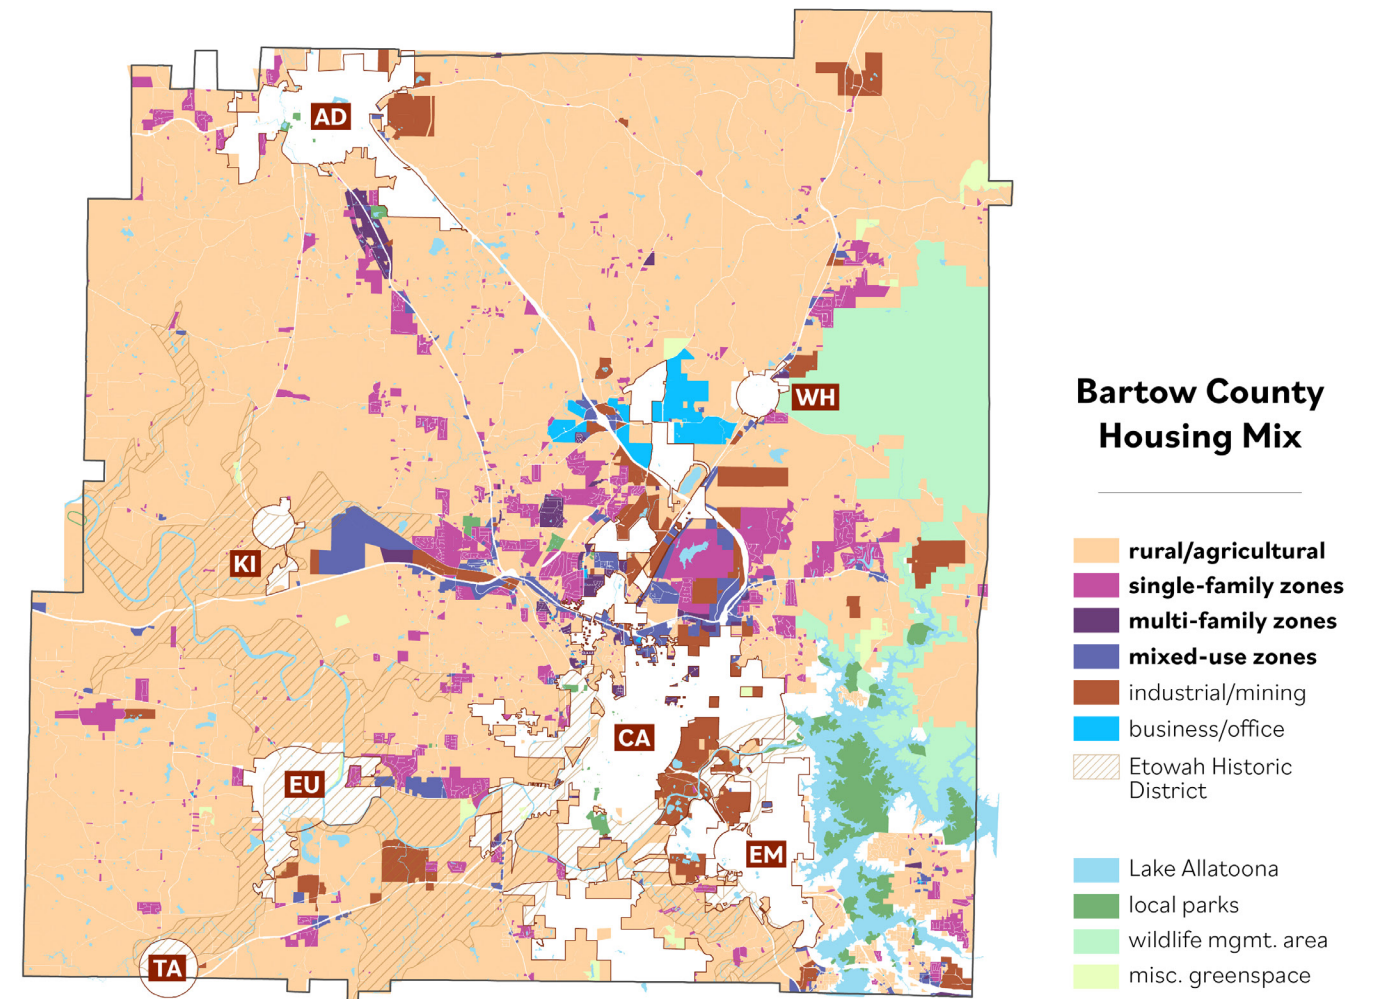 AD
WH
KI
CA
EU
EM
TA
Bartow County
Housing Mix
rural/agricultural
single-family zones
multi-family zones
mixed-use zones
industrial/mining
business/office
Etowah Historic
District
Lake Allatoona
local parks
wildlife mgmt. area
misc. greenspace